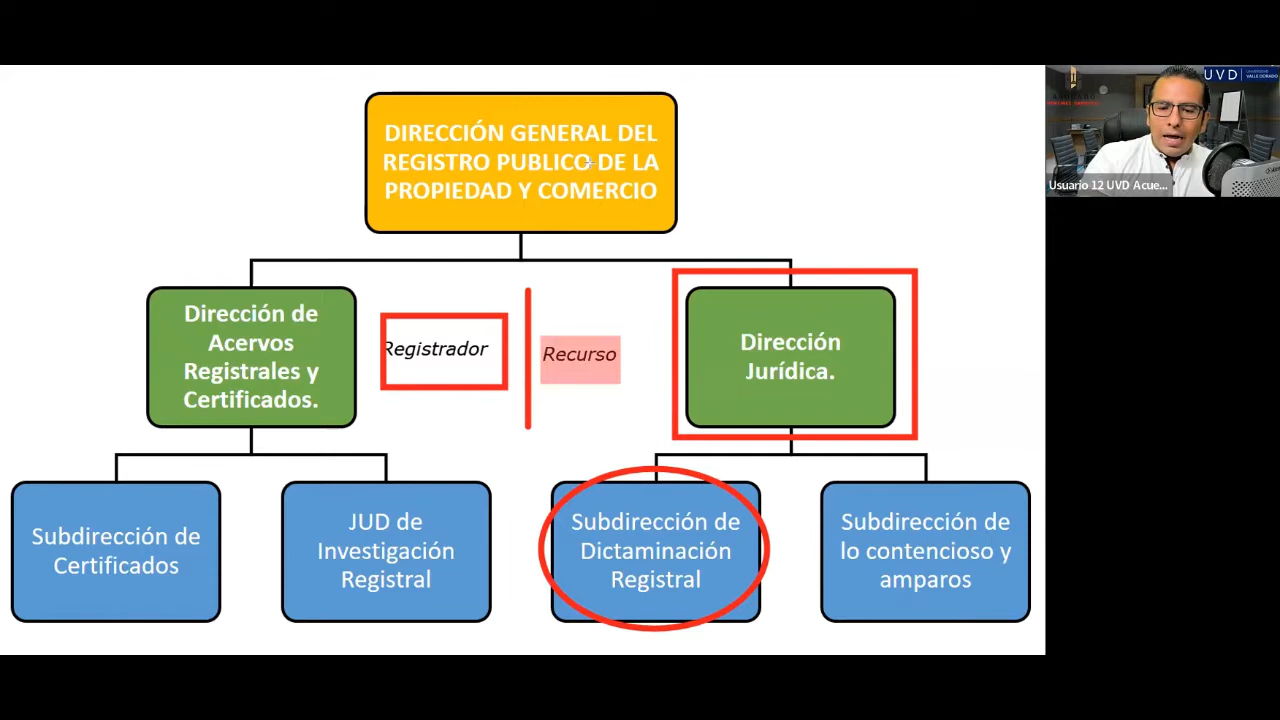 DIRECCIÓN GENERAL DEL
REGISTRO PUBLICO DE LA
PROPIEDAD Y COMERCIO
Dirección de
Acervos
Registrales y
Certificados.
Registrador
Recurso
Dirección
Jurídica.
Subdirección de
Certificados
JUD de
Investigación
Registral
Subdirección de
Dictaminación
Registral
Subdirección de
lo contencioso y
amparos
UVD
VALLE DORADO
Usuario 12 UVD Acue...